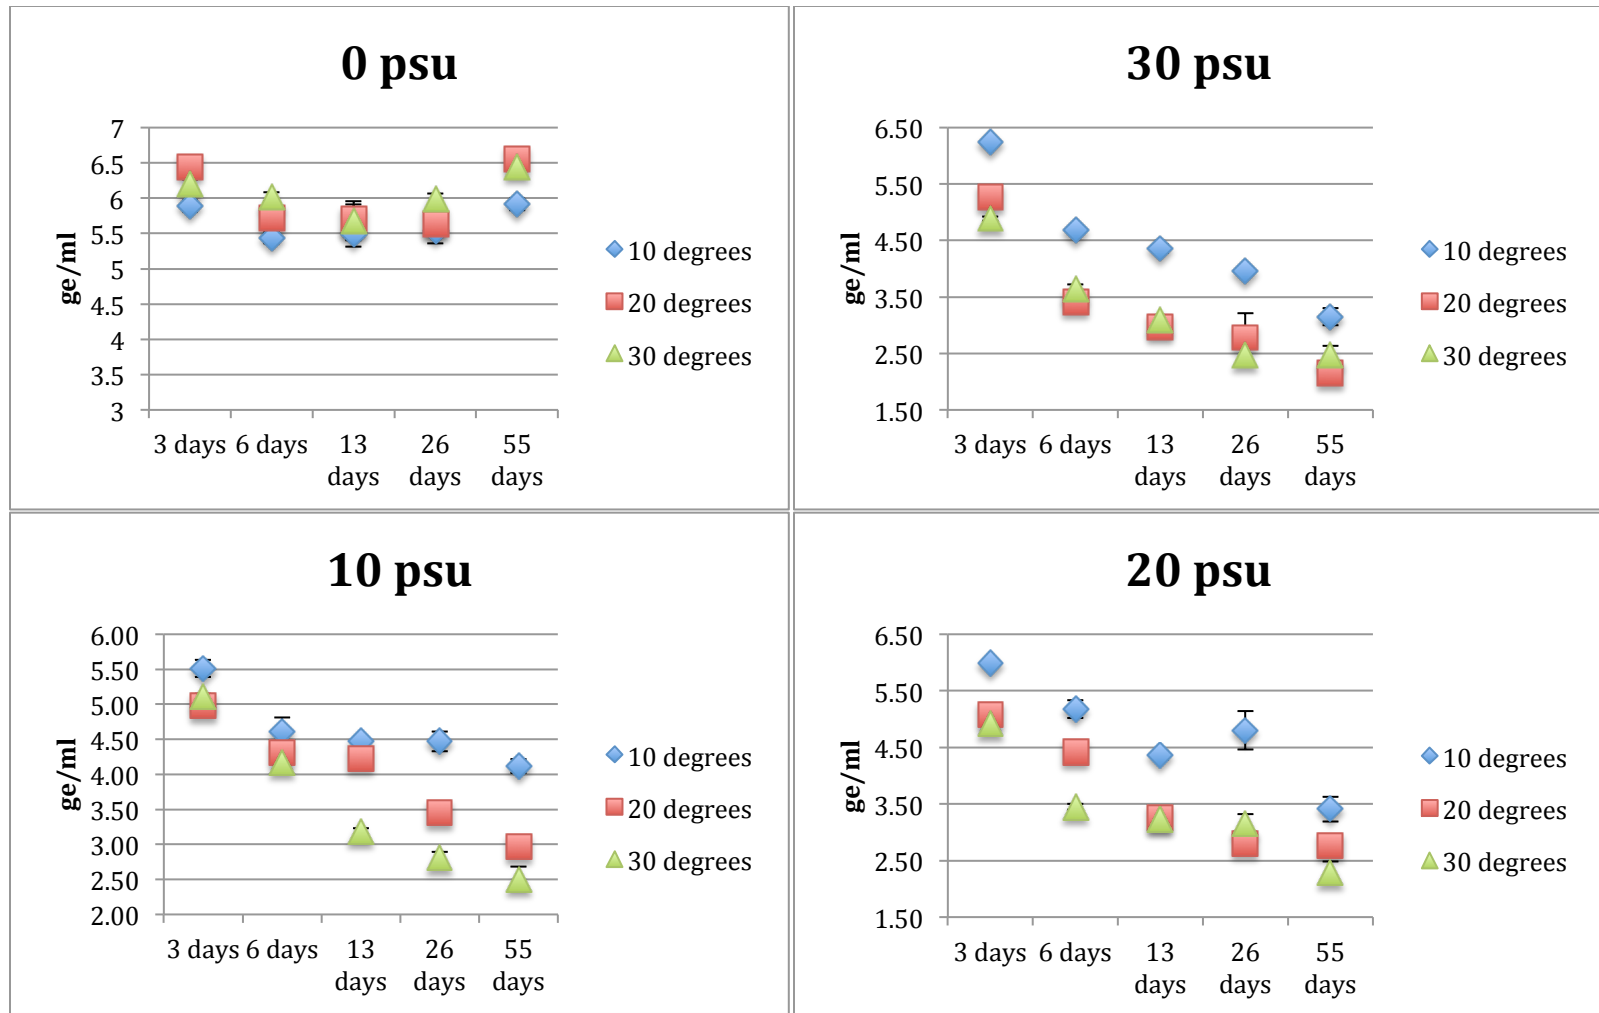 0 psu
7
6.5
6
5.5
5
4.5
4
3.5
3
ge/ml
3 days 6 days 13 days 26 days 55 days
10 degrees
20 degrees
30 degrees
30 psu
6.50
5.50
4.50
3.50
2.50
1.50
ge/ml
3 days 6 days 13 days 26 days 55 days
10 degrees
20 degrees
30 degrees
10 psu
6.00
5.50
5.00
4.50
4.00
3.50
3.00
2.50
2.00
ge/ml
3 days 6 days 13 days 26 days 55 days
10 degrees
20 degrees
30 degrees
20 psu
6.50
5.50
4.50
3.50
2.50
1.50
ge/ml
3 days 6 days 13 days 26 days 55 days
10 degrees
20 degrees
30 degrees